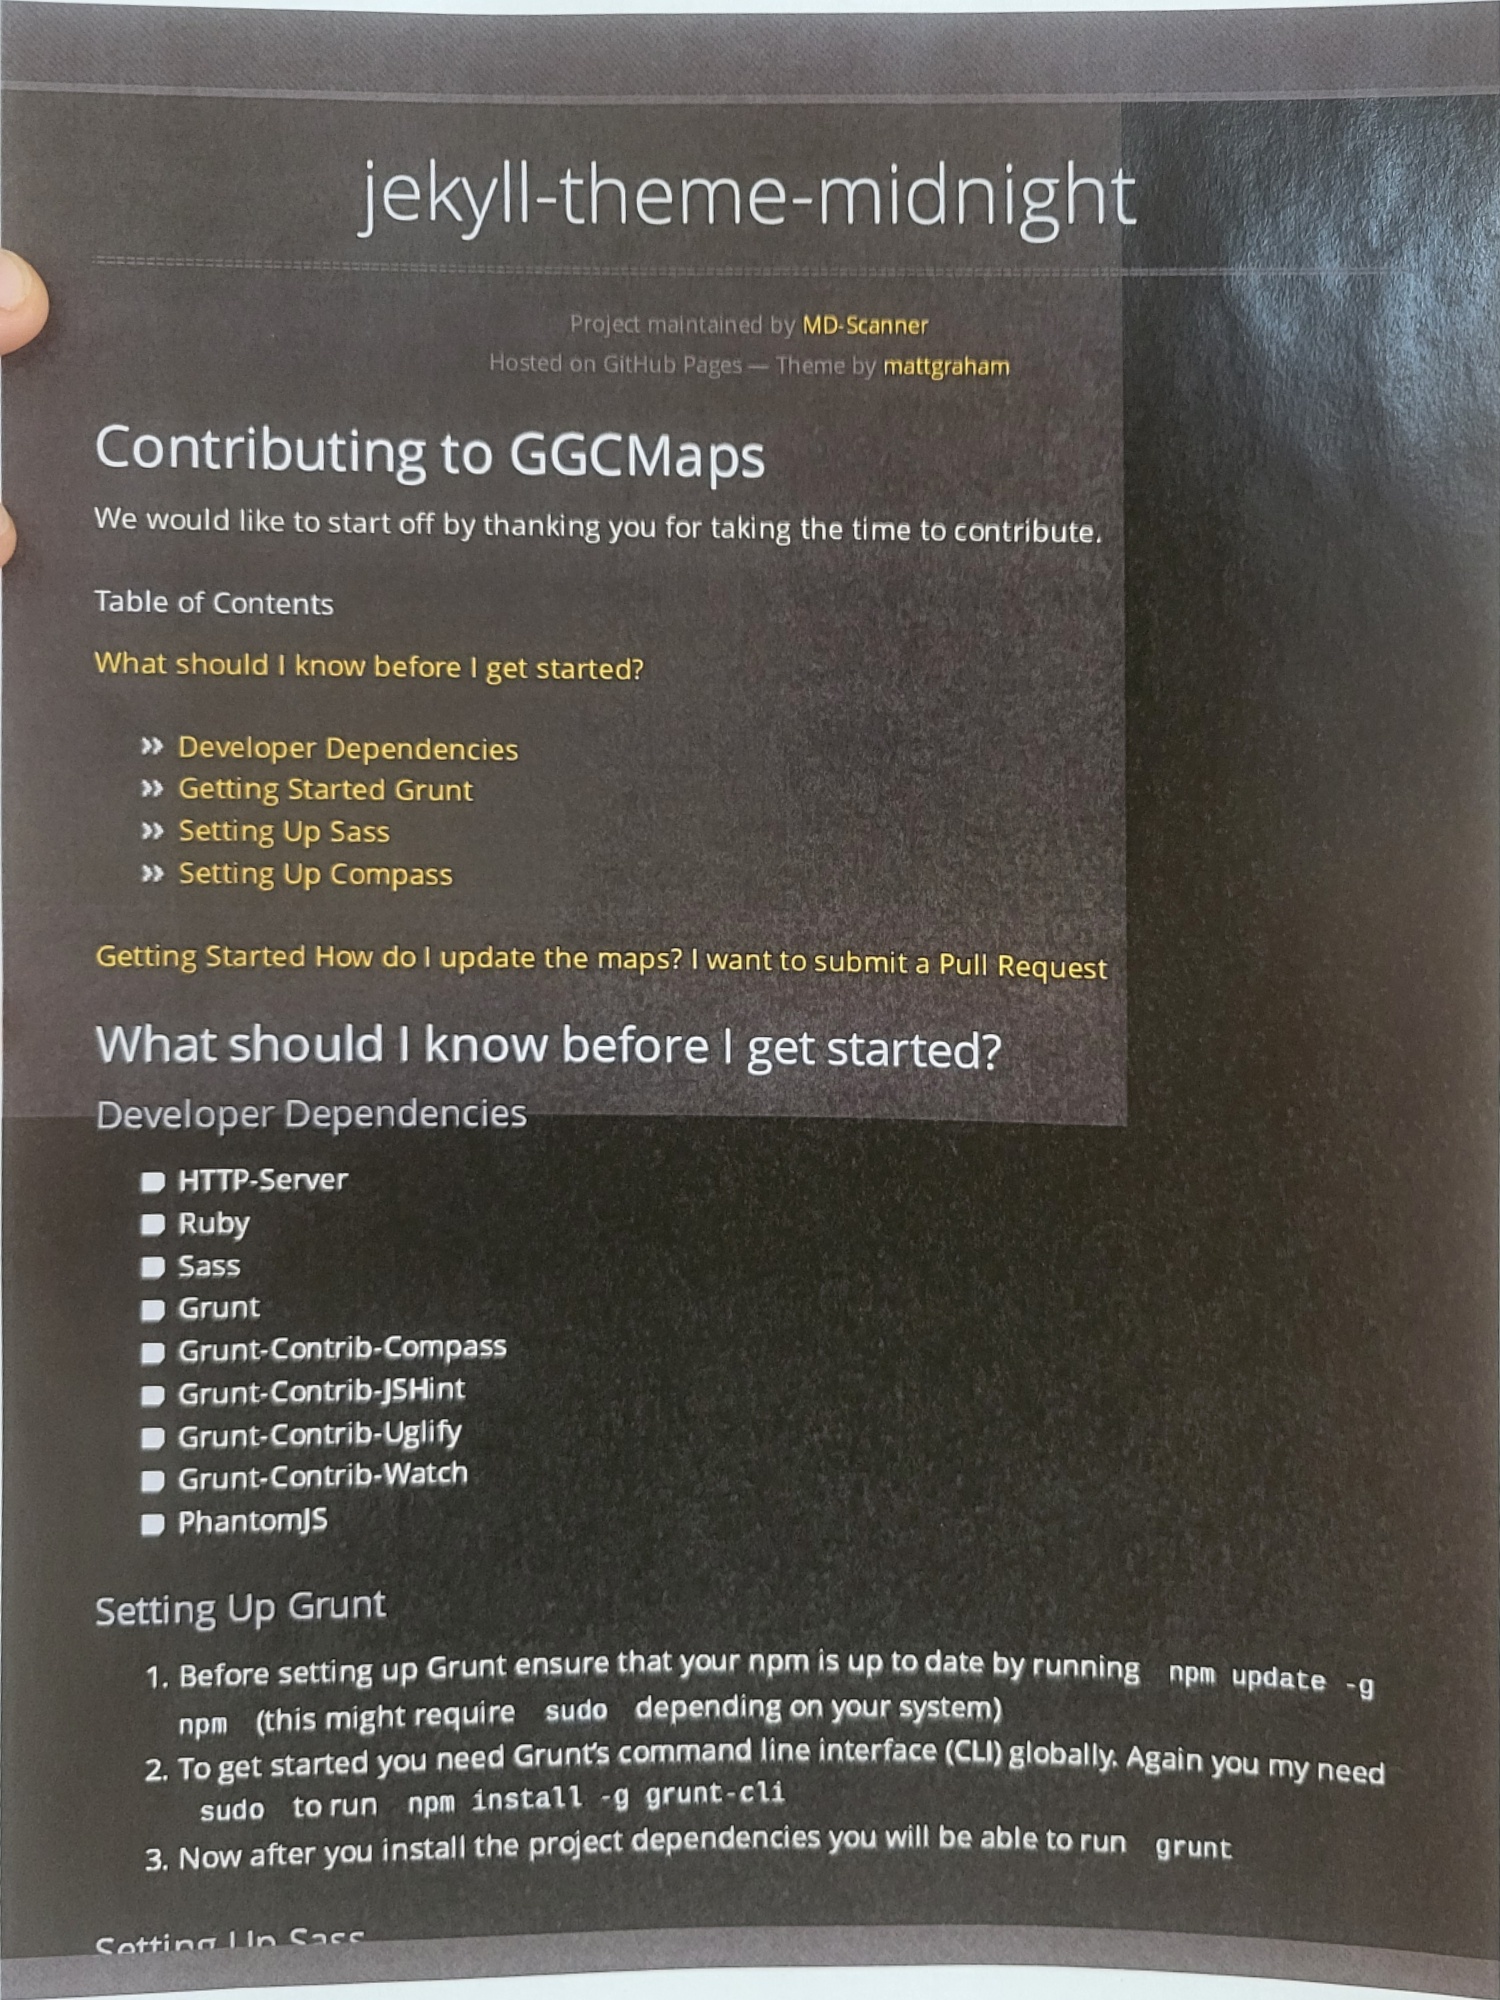 jekyll-theme-midnight
Project maintained by MD-Scanner
Hosted on GitHub Pages — Theme by mattgraham
Contributing to GGCMaps
We would like to start off by thanking you for taking the time to contribute.
Table of Contents
What should I know before I get started?
» Developer Dependencies
» Getting Started Grunt
» Setting Up Sass
» Setting Up Compass
Getting Started How do I update the maps? I want to submit a Pull Request
What should I know before I get started?
Developer Dependencies
HTTP-Server
Ruby
Sass
Grunt
Grunt-Contrib-Compass
Grunt-Contrib-JSHint
Grunt-Contrib-Uglify
Grunt-Contrib-Watch
PhantomJS
Setting Up Grunt
1. Before setting up Grunt ensure that your npm is up to date by running npm update -g
npm (this might require sudo depending on your system)
2. To get started you need Grunt's command line interface (CLI) globally. Again you my need
sudo to run npm install -g grunt-cli
3. Now after you install the project dependencies you will be able to run grunt
Setting Up Sass